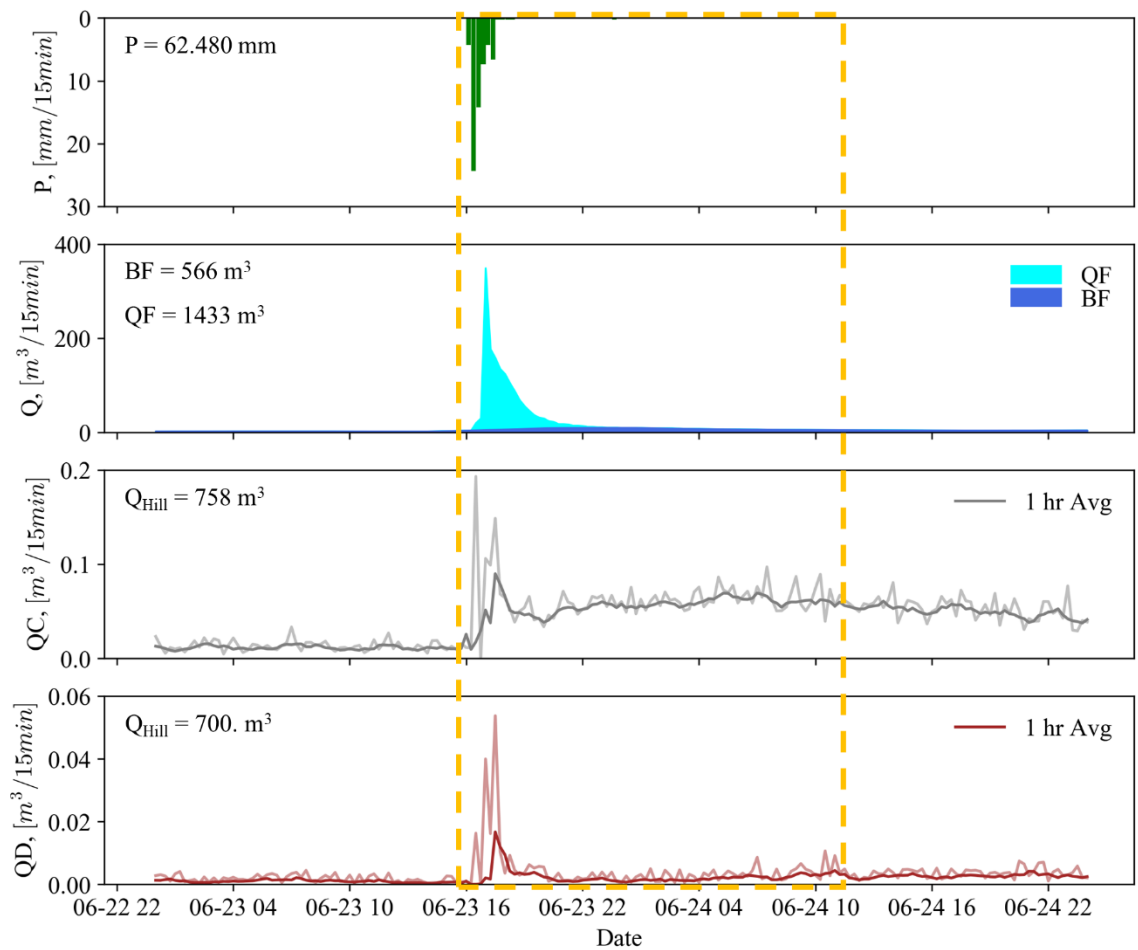 0
10
20
30
P, [mm/15min]
P = 62.480 mm
400
200
0
Q, [m³/15min]
BF = 566 m³
QF = 1433 m³
QF
BF
0.2
0.1
0.0
QC, [m³/15min]
Q_Hill = 758 m³
1 hr Avg
0.06
0.04
0.02
0.00
QD, [m³/15min]
Q_Hill = 700. m³
1 hr Avg
06-22 22 06-23 04 06-23 10 06-23 16 06-23 22 06-24 04 06-24 10 06-24 16 06-24 22
Date